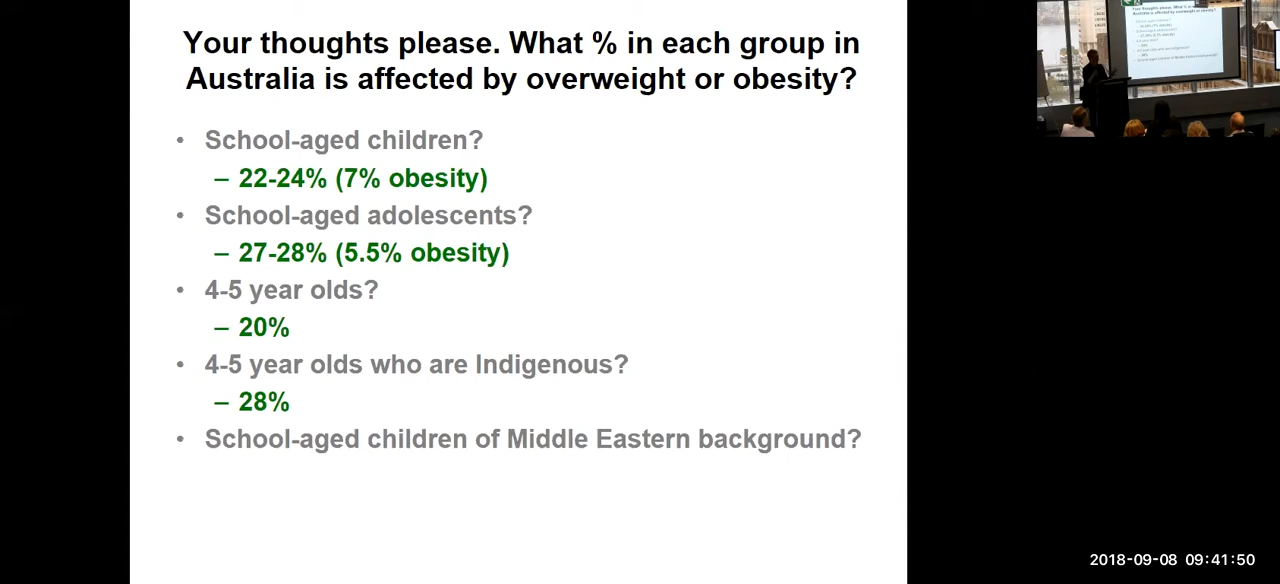 Your thoughts please. What % in each group in
Australia is affected by overweight or obesity?
• School-aged children?
– 22-24% (7% obesity)
• School-aged adolescents?
– 27-28% (5.5% obesity)
• 4-5 year olds?
– 20%
• 4-5 year olds who are Indigenous?
– 28%
• School-aged children of Middle Eastern background?
2018-09-08 09:41:50